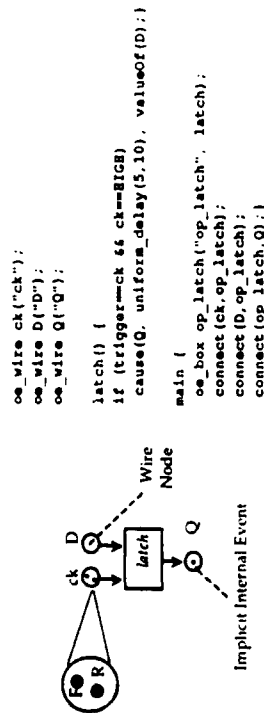 oe_wire ck("ck");
oe_wire D("D");
oe_wire Q("Q");
latch() {
if (trigger==ck && ck==HIGH)
cause(Q, uniform_delay(5,10), valueOf(D);}
main {
oe_box op_latch("op_latch", latch);
connect(ck,op_latch);
connect(D,op_latch);
connect(op_latch,Q);}
F
R
ck
D
Wire
Node
latch
Q
Implicit Internal Event